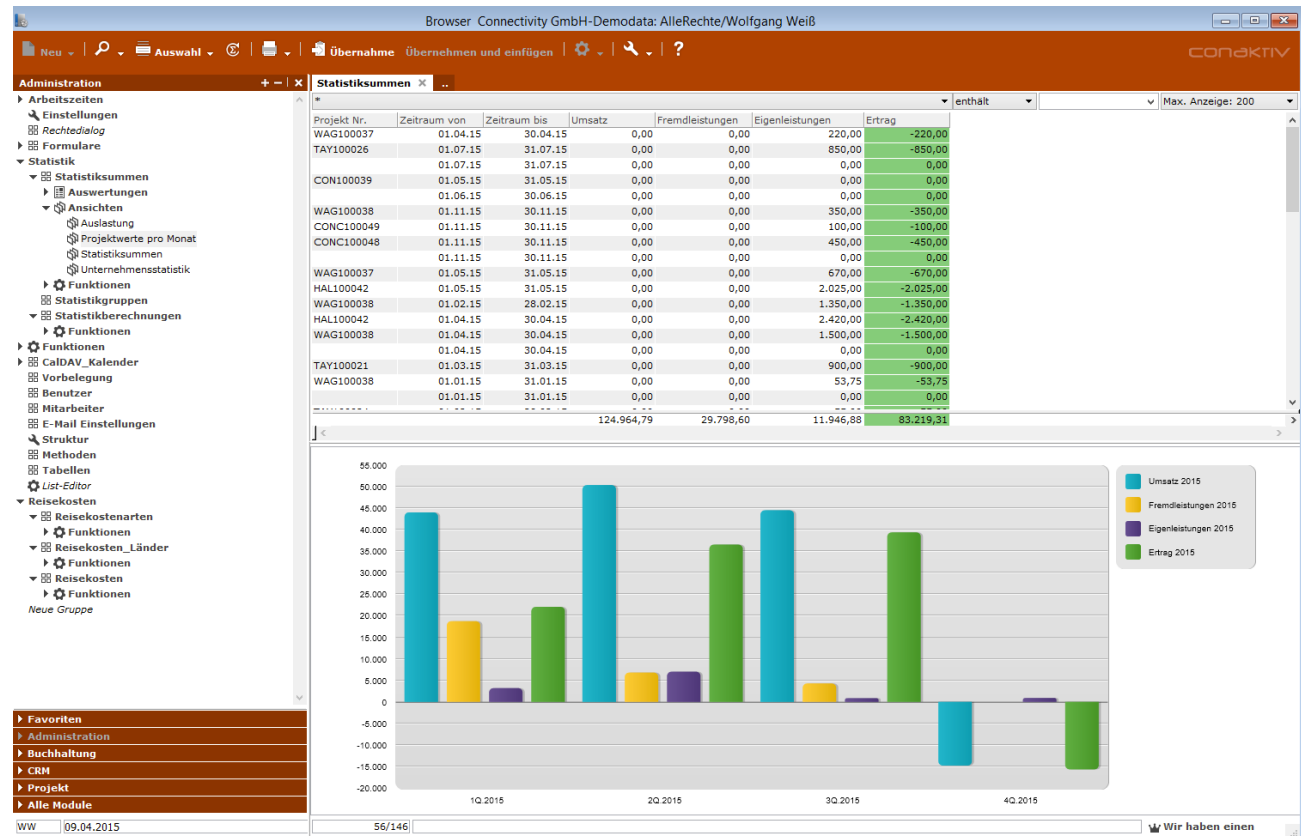 Browser Connectivity GmbH-Demodata: AlleRechte/Wolfgang Weiß
Neu Auswahl Übernahme Übernehmen und einfügen ?
conaktiv
Administration
Arbeitszeiten
Einstellungen
Rechtedialog
Formulare
Statistik
Statistiksummen
Auswertungen
Ansichten
Auslastung
Projektwerte pro Monat
Statistiksummen
Unternehmensstatistik
Funktionen
Statistikgruppen
Statistikberechnungen
Funktionen
Funktionen
CalDAV_Kalender
Vorbelegung
Benutzer
Mitarbeiter
E-Mail Einstellungen
Struktur
Methoden
Tabellen
List-Editor
Reisekosten
Reisekostenarten
Funktionen
Reisekosten_Länder
Funktionen
Reisekosten
Funktionen
Neue Gruppe
Favoriten
Administration
Buchhaltung
CRM
Projekt
Alle Module
WW 09.04.2015
Statistiksummen × ..
* enthält Max. Anzeige: 200
Projekt Nr. Zeitraum von Zeitraum bis Umsatz Fremdleistungen Eigenleistungen Ertrag
WAG100037 01.04.15 30.04.15 0,00 0,00 220,00 -220,00
TAY100026 01.07.15 31.07.15 0,00 0,00 850,00 -850,00
01.07.15 31.07.15 0,00 0,00 0,00 0,00
CON100039 01.05.15 31.05.15 0,00 0,00 0,00 0,00
01.06.15 30.06.15 0,00 0,00 0,00 0,00
WAG100038 01.11.15 30.11.15 0,00 0,00 350,00 -350,00
CONC100049 01.11.15 30.11.15 0,00 0,00 100,00 -100,00
CONC100048 01.11.15 30.11.15 0,00 0,00 450,00 -450,00
01.11.15 30.11.15 0,00 0,00 0,00 0,00
WAG100037 01.05.15 31.05.15 0,00 0,00 670,00 -670,00
HAL100042 01.05.15 31.05.15 0,00 0,00 2.025,00 -2.025,00
WAG100038 01.02.15 28.02.15 0,00 0,00 1.350,00 -1.350,00
HAL100042 01.04.15 30.04.15 0,00 0,00 2.420,00 -2.420,00
WAG100038 01.04.15 30.04.15 0,00 0,00 1.500,00 -1.500,00
01.04.15 30.04.15 0,00 0,00 0,00 0,00
TAY100021 01.03.15 31.03.15 0,00 0,00 900,00 -900,00
WAG100038 01.01.15 31.01.15 0,00 0,00 53,75 -53,75
01.01.15 31.01.15 0,00 0,00 0,00 0,00
124.964,79 29.798,60 11.946,88 83.219,31
55.000
50.000
45.000
40.000
35.000
30.000
25.000
20.000
15.000
10.000
5.000
0
-5.000
-10.000
-15.000
-20.000
1Q.2015 2Q.2015 3Q.2015 4Q.2015
Umsatz 2015
Fremdleistungen 2015
Eigenleistungen 2015
Ertrag 2015
56/146
Wir haben einen